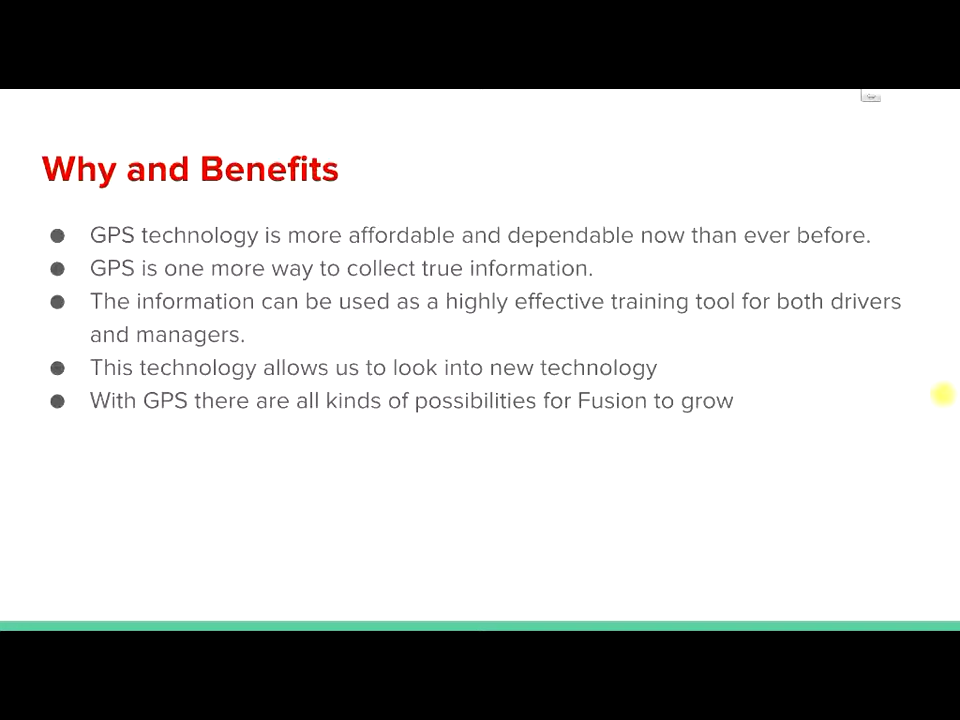 Why and Benefits
● GPS technology is more affordable and dependable now than ever before.
● GPS is one more way to collect true information.
● The information can be used as a highly effective training tool for both drivers
and managers.
● This technology allows us to look into new technology
● With GPS there are all kinds of possibilities for Fusion to grow